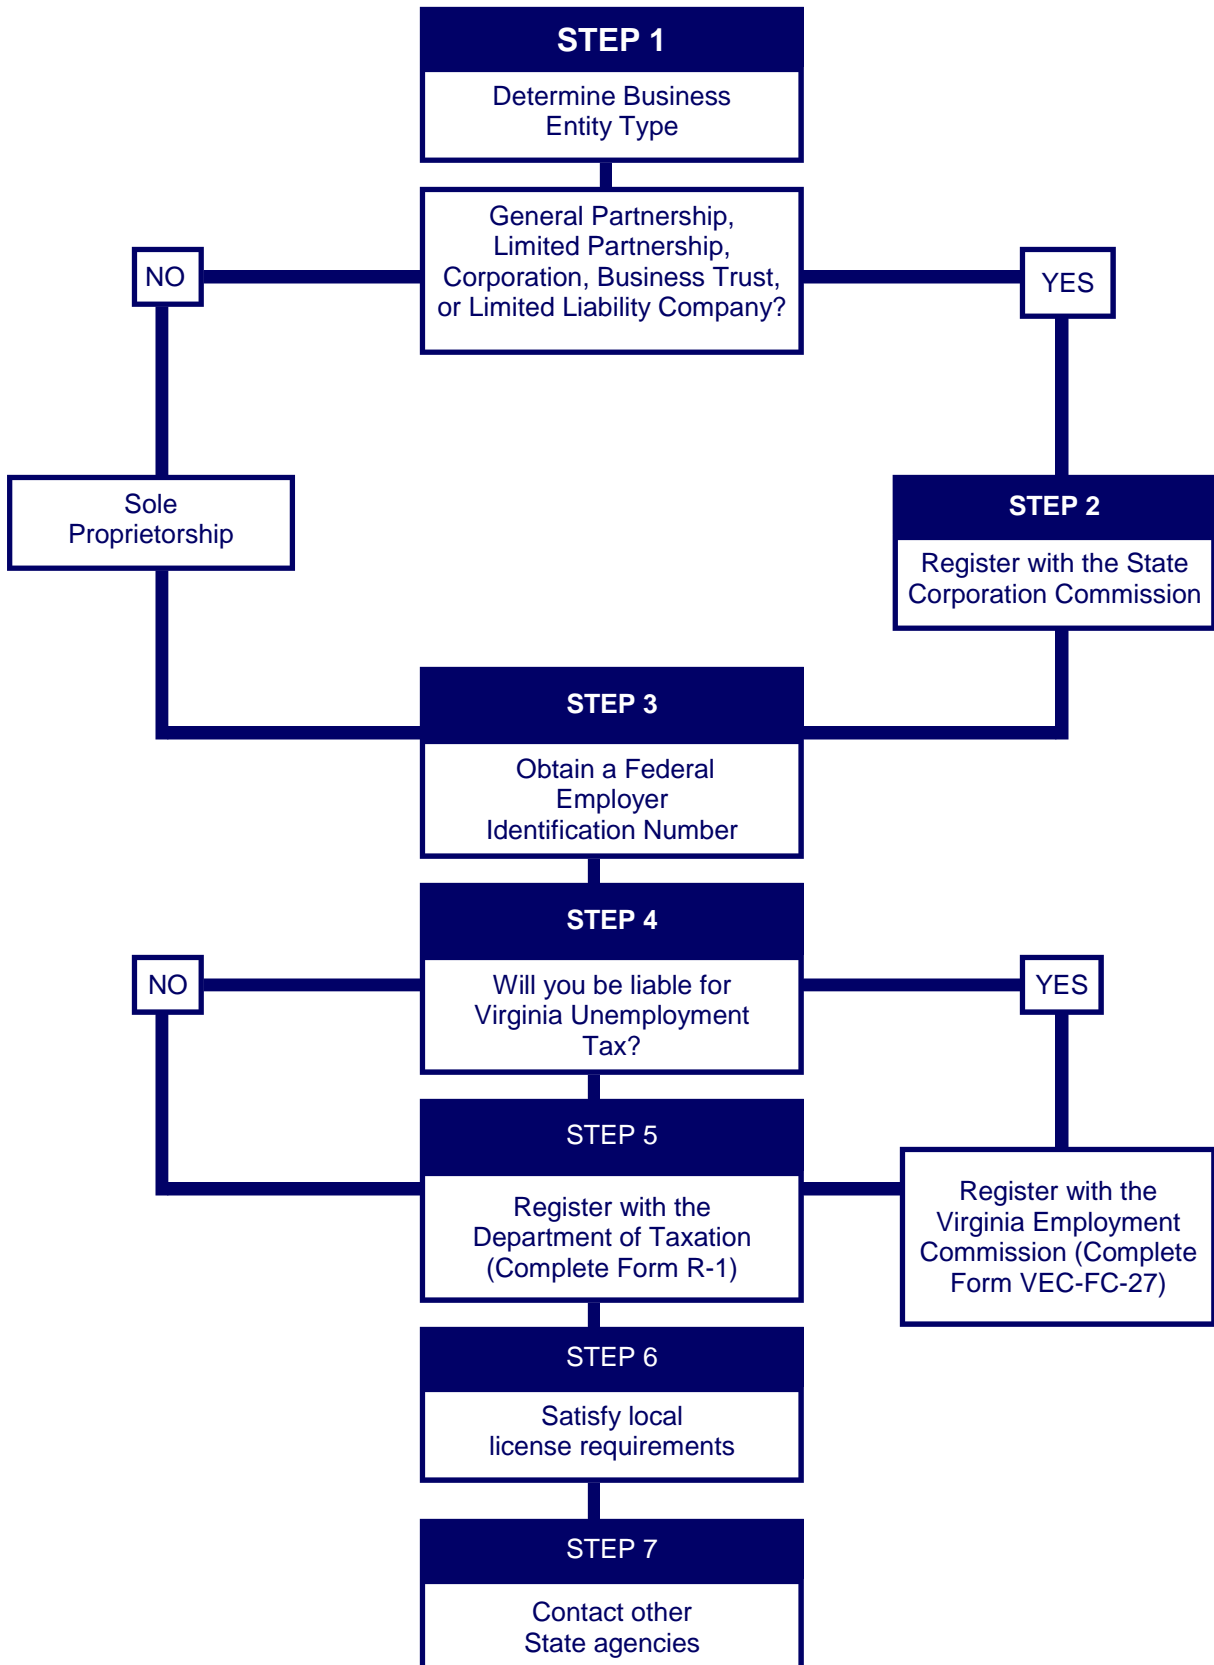 STEP 1
Determine Business
Entity Type
General Partnership,
Limited Partnership,
Corporation, Business Trust,
or Limited Liability Company?
NO
YES
Sole
Proprietorship
STEP 2
Register with the State
Corporation Commission
STEP 3
Obtain a Federal
Employer
Identification Number
STEP 4
Will you be liable for
Virginia Unemployment
Tax?
NO
YES
STEP 5
Register with the
Department of Taxation
(Complete Form R-1)
Register with the
Virginia Employment
Commission (Complete
Form VEC-FC-27)
STEP 6
Satisfy local
license requirements
STEP 7
Contact other
State agencies